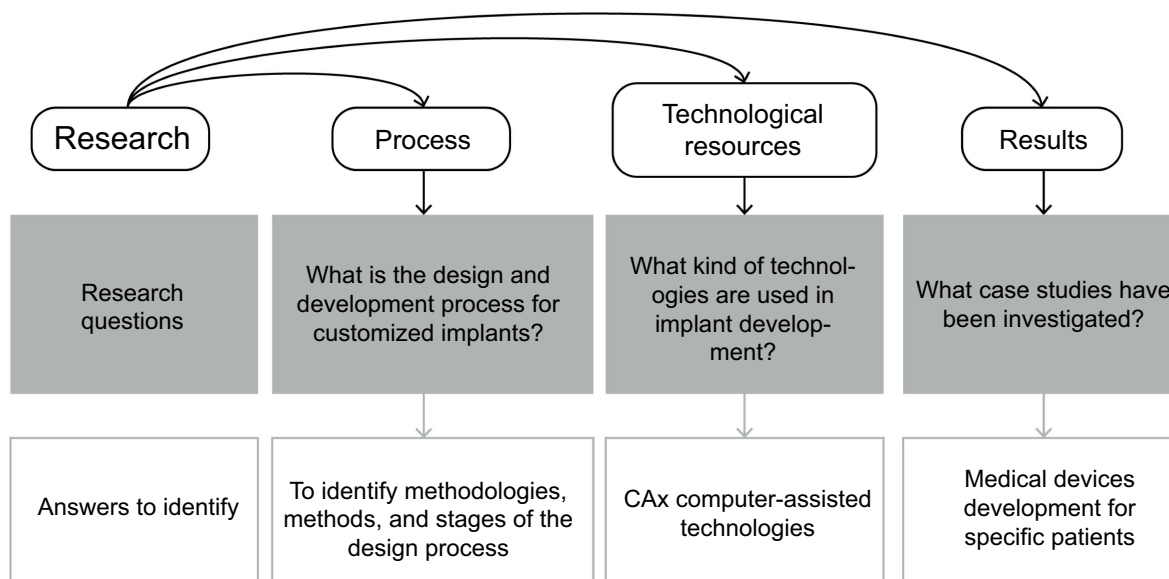 Research
Process
Technological
resources
Results
Research
questions
What is the design and
development process for
customized implants?
What kind of technol-
ogies are used in
implant develop-
ment?
What case studies have
been investigated?
Answers to identify
To identify methodologies,
methods, and stages of the
design process
CAx computer-assisted
technologies
Medical devices
development for
specific patients